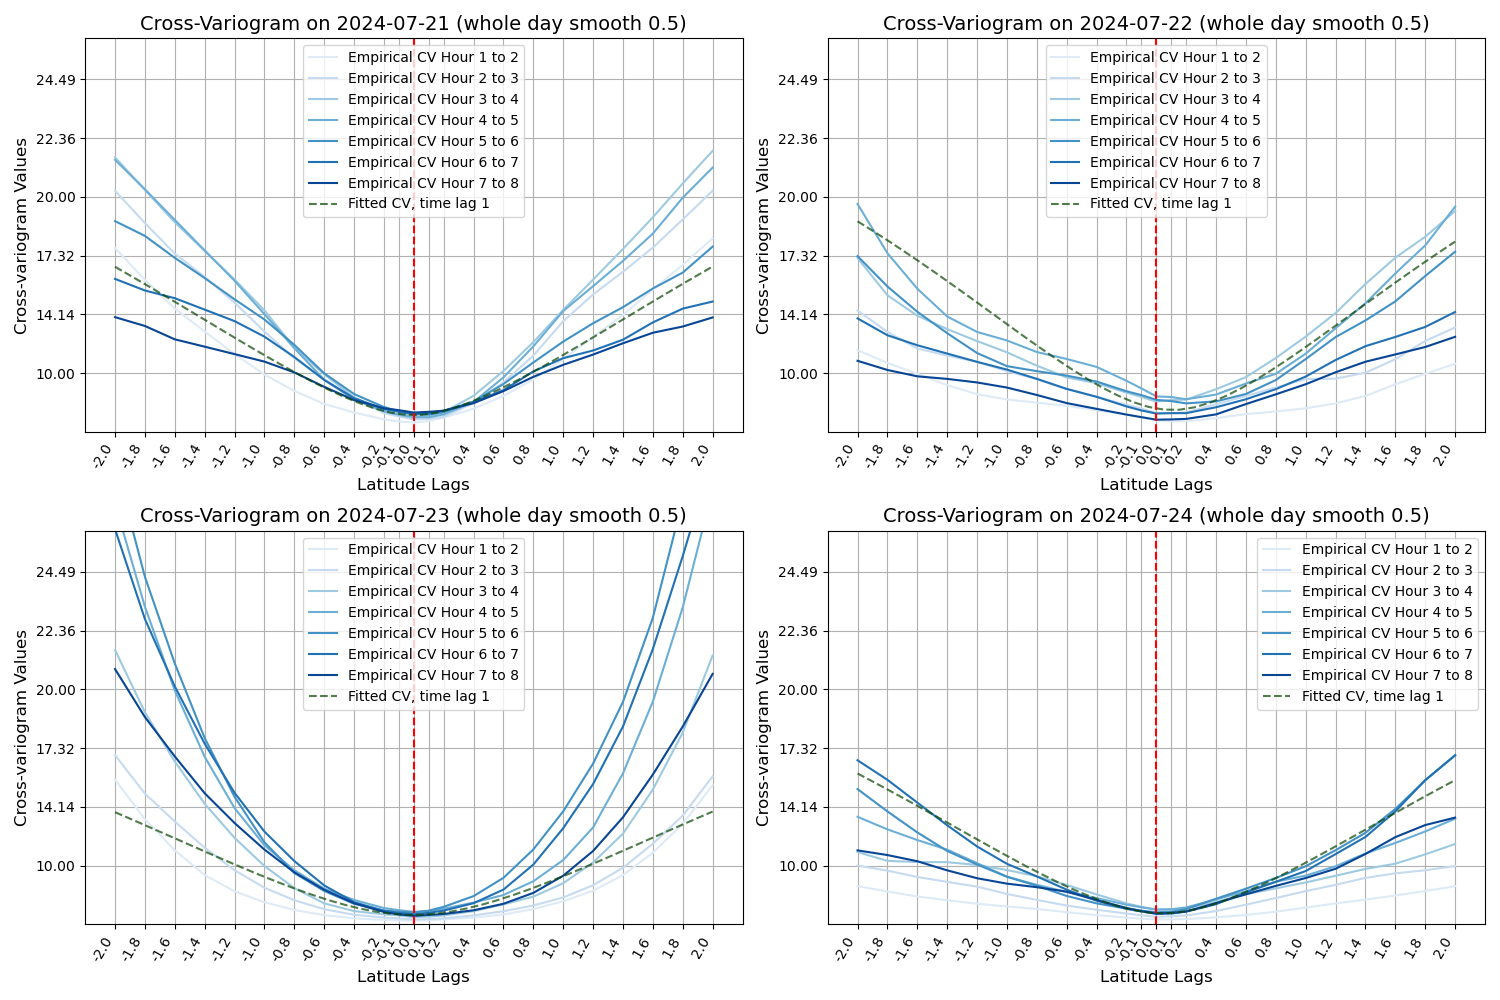 Cross-Variogram on 2024-07-21 (whole day smooth 0.5)
Cross-variogram Values
24.49
22.36
20.00
17.32
14.14
10.00
Empirical CV Hour 1 to 2
Empirical CV Hour 2 to 3
Empirical CV Hour 3 to 4
Empirical CV Hour 4 to 5
Empirical CV Hour 5 to 6
Empirical CV Hour 6 to 7
Empirical CV Hour 7 to 8
Fitted CV, time lag 1
-2.0 -1.8 -1.6 -1.4 -1.2 -1.0 -0.8 -0.6 -0.4 -0.2 -0.1 0.0 0.1 0.2 0.4 0.6 0.8 1.0 1.2 1.4 1.6 1.8 2.0
Latitude Lags
Cross-Variogram on 2024-07-22 (whole day smooth 0.5)
Cross-variogram Values
24.49
22.36
20.00
17.32
14.14
10.00
Empirical CV Hour 1 to 2
Empirical CV Hour 2 to 3
Empirical CV Hour 3 to 4
Empirical CV Hour 4 to 5
Empirical CV Hour 5 to 6
Empirical CV Hour 6 to 7
Empirical CV Hour 7 to 8
Fitted CV, time lag 1
-2.0 -1.8 -1.6 -1.4 -1.2 -1.0 -0.8 -0.6 -0.4 -0.2 -0.1 0.0 0.1 0.2 0.4 0.6 0.8 1.0 1.2 1.4 1.6 1.8 2.0
Latitude Lags
Cross-Variogram on 2024-07-23 (whole day smooth 0.5)
Cross-variogram Values
24.49
22.36
20.00
17.32
14.14
10.00
Empirical CV Hour 1 to 2
Empirical CV Hour 2 to 3
Empirical CV Hour 3 to 4
Empirical CV Hour 4 to 5
Empirical CV Hour 5 to 6
Empirical CV Hour 6 to 7
Empirical CV Hour 7 to 8
Fitted CV, time lag 1
-2.0 -1.8 -1.6 -1.4 -1.2 -1.0 -0.8 -0.6 -0.4 -0.2 -0.1 0.0 0.1 0.2 0.4 0.6 0.8 1.0 1.2 1.4 1.6 1.8 2.0
Latitude Lags
Cross-Variogram on 2024-07-24 (whole day smooth 0.5)
Cross-variogram Values
24.49
22.36
20.00
17.32
14.14
10.00
Empirical CV Hour 1 to 2
Empirical CV Hour 2 to 3
Empirical CV Hour 3 to 4
Empirical CV Hour 4 to 5
Empirical CV Hour 5 to 6
Empirical CV Hour 6 to 7
Empirical CV Hour 7 to 8
Fitted CV, time lag 1
-2.0 -1.8 -1.6 -1.4 -1.2 -1.0 -0.8 -0.6 -0.4 -0.2 -0.1 0.0 0.1 0.2 0.4 0.6 0.8 1.0 1.2 1.4 1.6 1.8 2.0
Latitude Lags